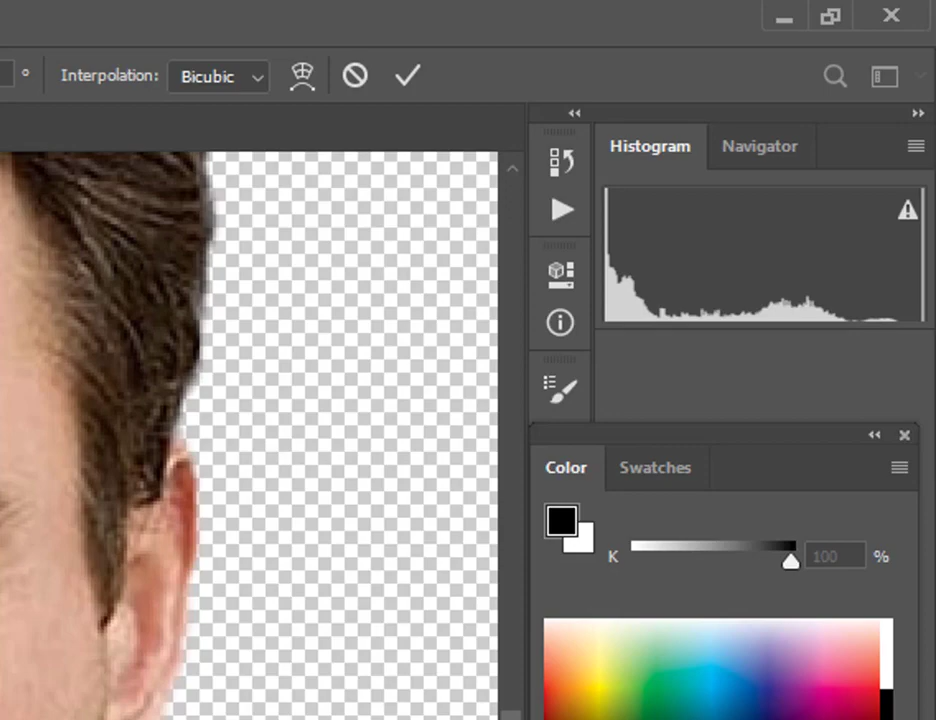 ° Interpolation: Bicubic
Histogram Navigator
Color Swatches
K 100 %